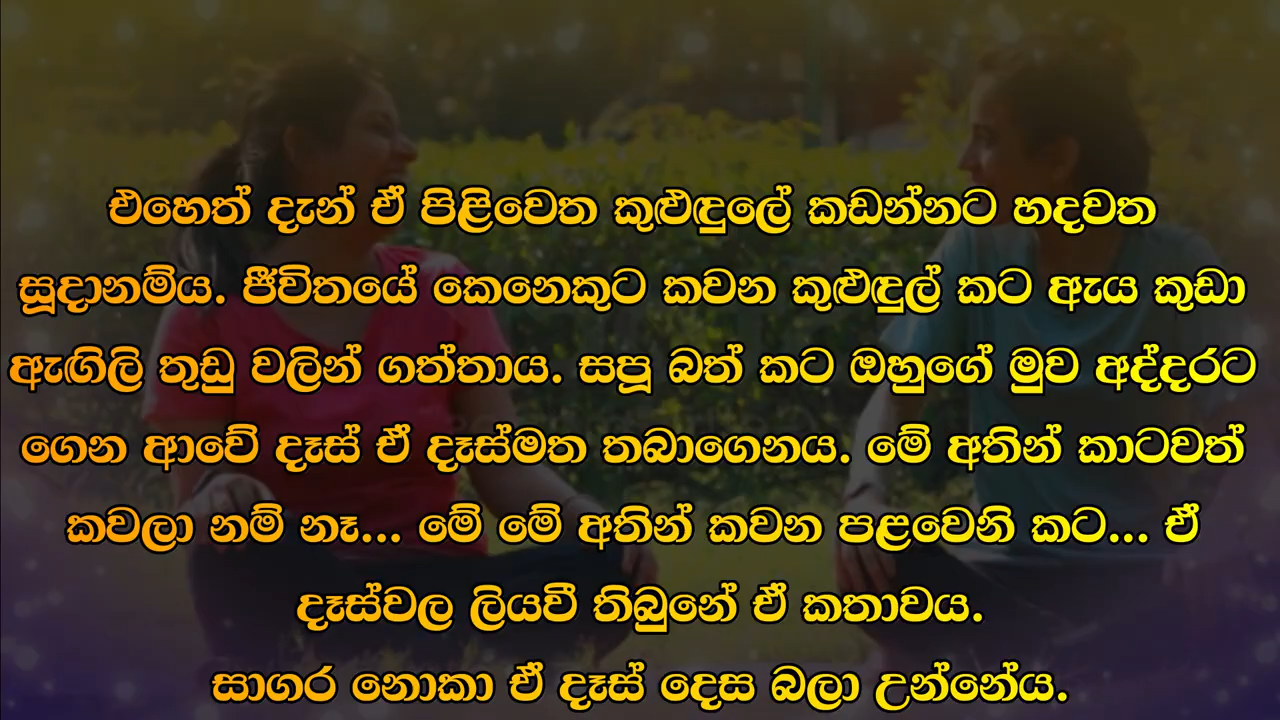 එහෙත් දැන් ඒ පිළිවෙත කුළුඳුලේ කඩන්නට හදවත
සූදානම්ය. ජීවිතයේ කෙනෙකුට කවන කුළුඳුල් කට ඇය කුඩා
ඇඟිලි තුඩු වලින් ගත්තාය. සපූ බත් කට ඔහුගේ මුව අද්දරට
ගෙන ආවේ දෑස් ඒ දෑස්මත තබාගෙනය. මේ අතින් කාටවත්
කවලා නම් නෑ... මේ මේ අතින් කවන පළවෙනි කට... ඒ
දෑස්වල ලියවී තිබුනේ ඒ කතාවය.
සාගර නොකා ඒ දෑස් දෙස බලා උන්නේය.